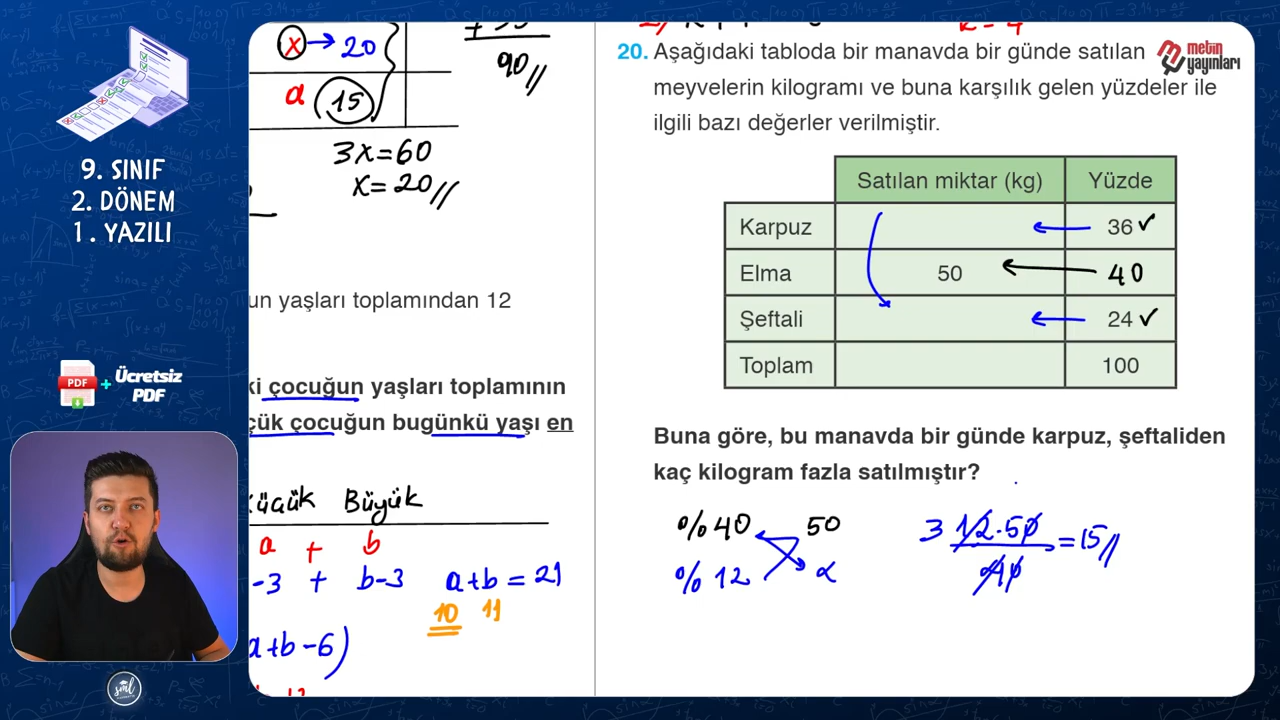 9. SINIF
2. DÖNEM
1. YAZILI
PDF + Ücretsiz
PDF
sml
x → 20
a 15
90//
3x=60
x=20//
un yaşları toplamından 12
ki çocuğun yaşları toplamının
çük çocuğun bugünkü yaşı en
Küçük Büyük
a + b
-3 + b-3 a+b=21
10 11
a+b-6)
metin yayınları
20. Aşağıdaki tabloda bir manavda bir günde satılan
meyvelerin kilogramı ve buna karşılık gelen yüzdeler ile
ilgili bazı değerler verilmiştir.
Satılan miktar (kg) Yüzde
Karpuz ← 36 ✓
Elma 50 ← 40
Şeftali ← 24 ✓
Toplam 100
Buna göre, bu manavda bir günde karpuz, şeftaliden
kaç kilogram fazla satılmıştır?
%40 50 3 12.50 = 15//
%12 α 40